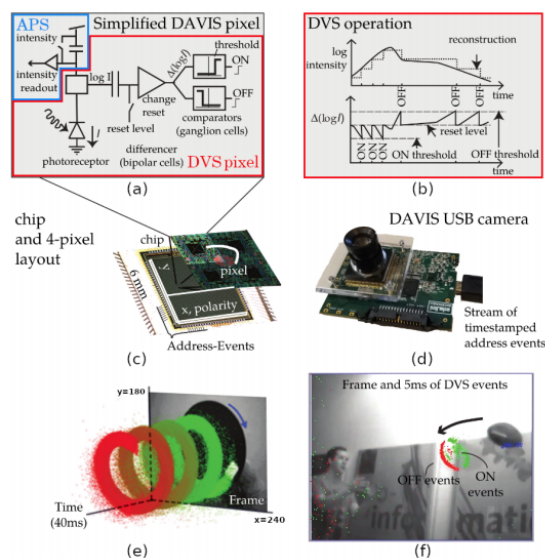 APS
Simplified DAVIS pixel
intensity
intensity
readout
log I
Δ(logI)
threshold
ON
OFF
change
reset
reset level
comparators
(ganglion cells)
differencer
(bipolar cells)
photoreceptor
DVS pixel
(a)
DVS operation
log
intensity
reconstruction
OFF
OFF
OFF
time
Δ(logI)
reset level
ON
ON
ON
ON threshold
OFF threshold
time
(b)
chip
and 4-pixel
layout
chip
pixel
6 mm
x, polarity
Address-Events
(c)
DAVIS USB camera
Stream of
timestamped
address events
(d)
y=180
Time
(40ms)
Frame
x=240
(e)
Frame and 5ms of DVS events
OFF events
ON
events
(f)